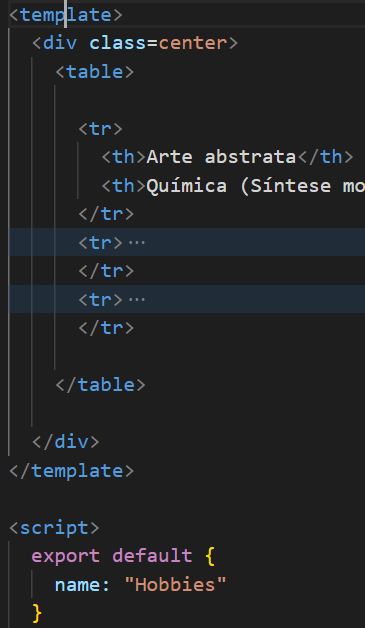 <template>
<div class=center>
<table>
<tr>
<th>Arte abstrata</th>
<th>Química (Síntese
</tr>
<tr>…
</tr>
<tr>…
</tr>
</table>
</div>
</template>
<script>
export default {
name: "Hobbies"
}